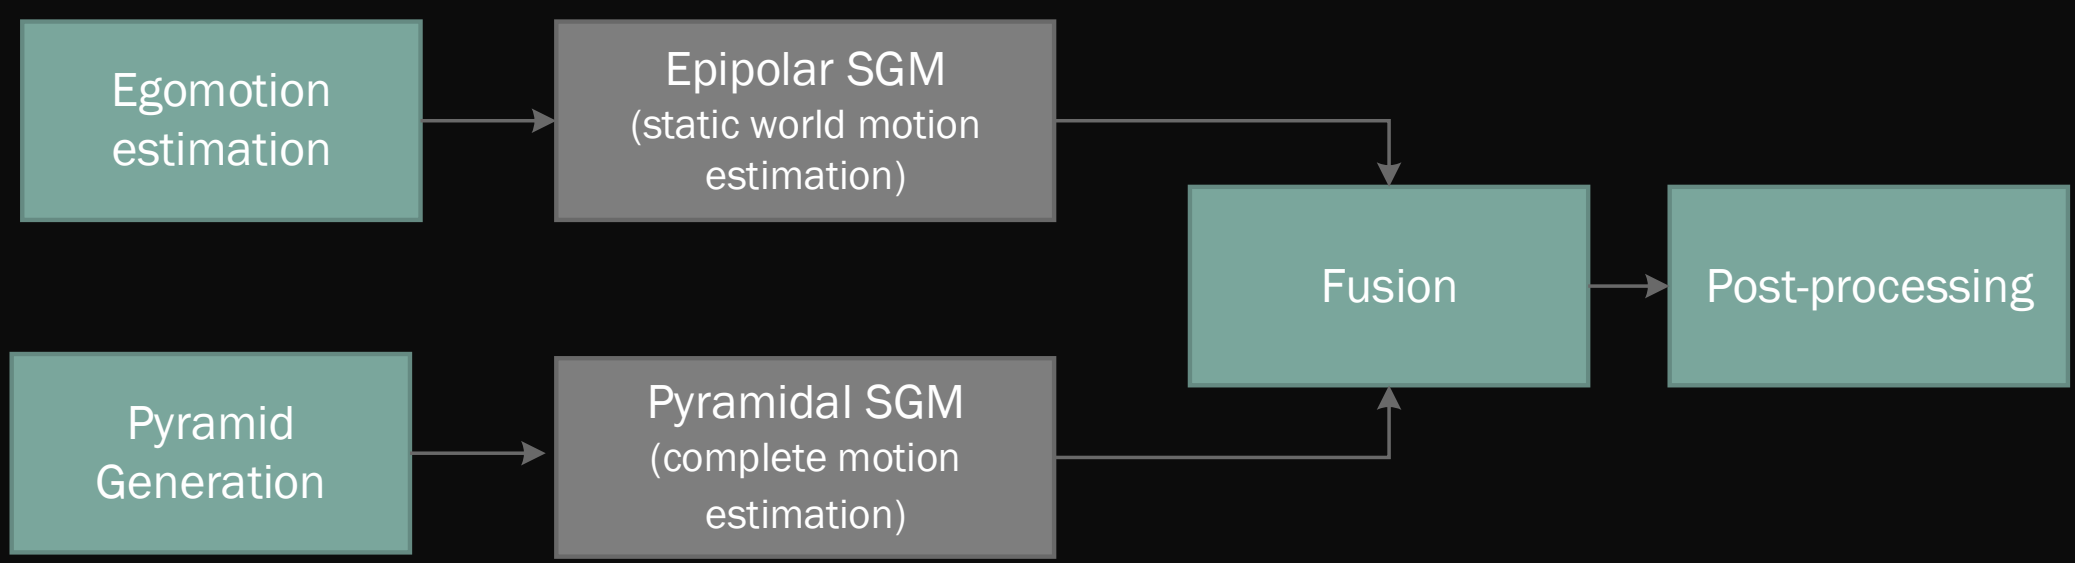 Egomotion
estimation
Epipolar SGM
(static world motion
estimation)
Fusion
Post-processing
Pyramid
Generation
Pyramidal SGM
(complete motion
estimation)